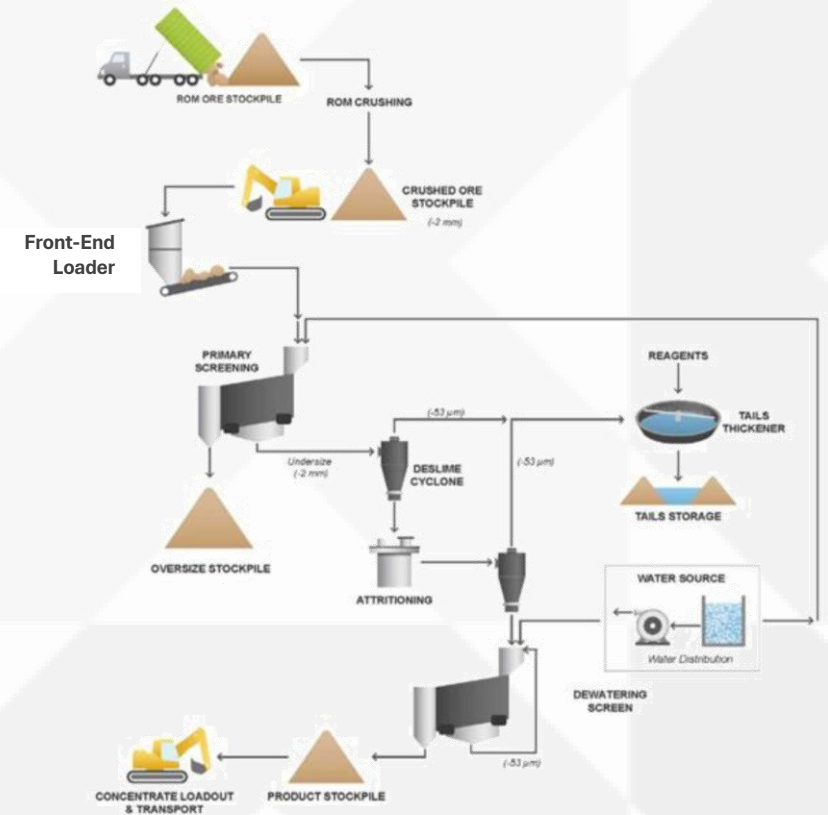 ROM ORE STOCKPILE
ROM CRUSHING
CRUSHED ORE
STOCKPILE
(-2 mm)
Front-End
Loader
PRIMARY
SCREENING
REAGENTS
TAILS
THICKENER
(-53 µm)
Undersize
(-2 mm)
DESLIME
CYCLONE
(-53 µm)
TAILS STORAGE
OVERSIZE STOCKPILE
ATTRITIONING
WATER SOURCE
Water Distribution
DEWATERING
SCREEN
(-53 µm)
CONCENTRATE LOADOUT
& TRANSPORT
PRODUCT STOCKPILE